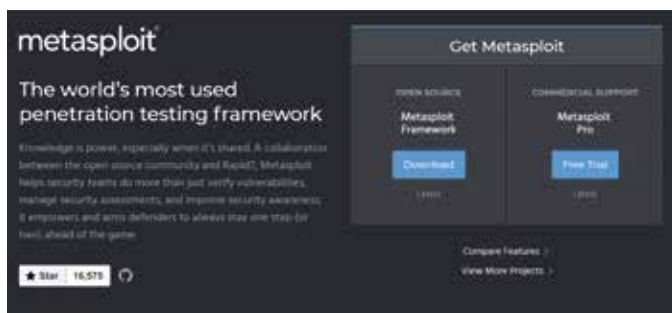 metasploit
The world's most used
penetration testing framework
Knowledge is power, especially when it's shared. A collaboration
between the open source community and Rapid7, Metasploit
helps security teams do more than just verify vulnerabilities,
manage security assessments, and improve security awareness;
it empowers and arms defenders to always stay one step (or
two) ahead of the game.
Star 16,575
Get Metasploit
OPEN SOURCE
Metasploit
Framework
Download
Latest
COMMERCIAL SUPPORT
Metasploit
Pro
Free Trial
Latest
Compare Features ›
View More Projects ›